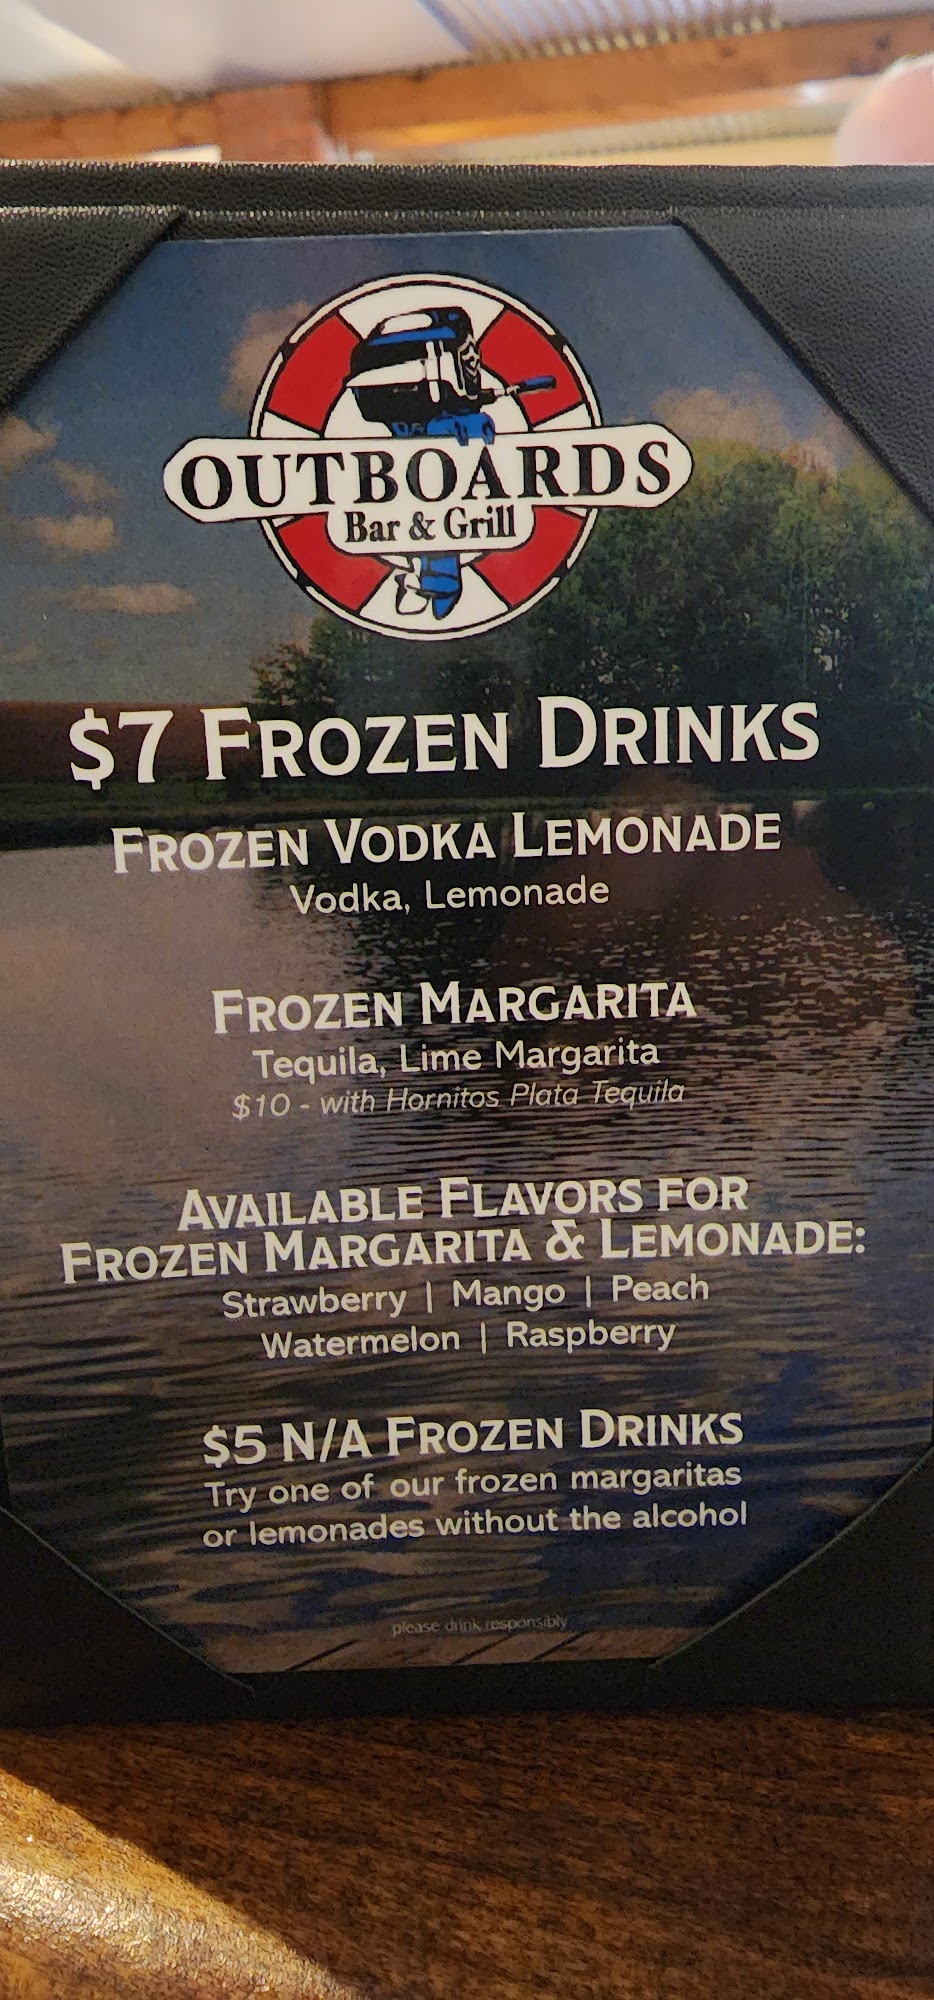 OUTBOARDS
Bar & Grill
$7 FROZEN DRINKS
FROZEN VODKA LEMONADE
Vodka, Lemonade
FROZEN MARGARITA
Tequila, Lime Margarita
$10 - with Hornitos Plata Tequila
AVAILABLE FLAVORS FOR
FROZEN MARGARITA & LEMONADE:
Strawberry | Mango | Peach
Watermelon | Raspberry
$5 N/A FROZEN DRINKS
Try one of our frozen margaritas
or lemonades without the alcohol
please drink responsibly